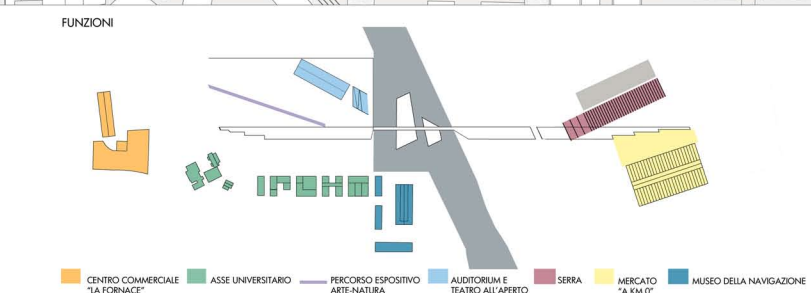 FUNZIONI
CENTRO COMMERCIALE
"LA FORNACE"
ASSE UNIVERSITARIO
PERCORSO ESPOSITIVO
ARTE-NATURA
AUDITORIUM E
TEATRO ALL'APERTO
SERRA
MERCATO
"A KM 0"
MUSEO DELLA NAVIGAZIONE